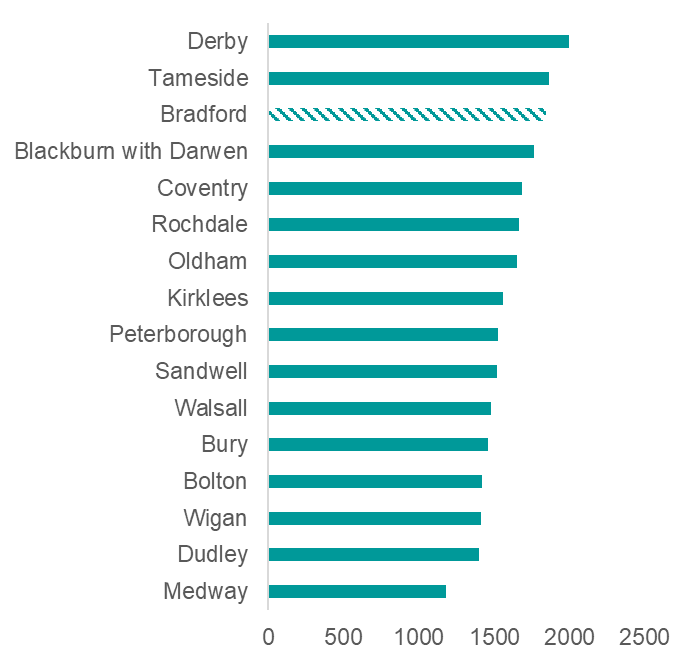 Derby
Tameside
Bradford
Blackburn with Darwen
Coventry
Rochdale
Oldham
Kirklees
Peterborough
Sandwell
Walsall
Bury
Bolton
Wigan
Dudley
Medway
0 500 1000 1500 2000 2500